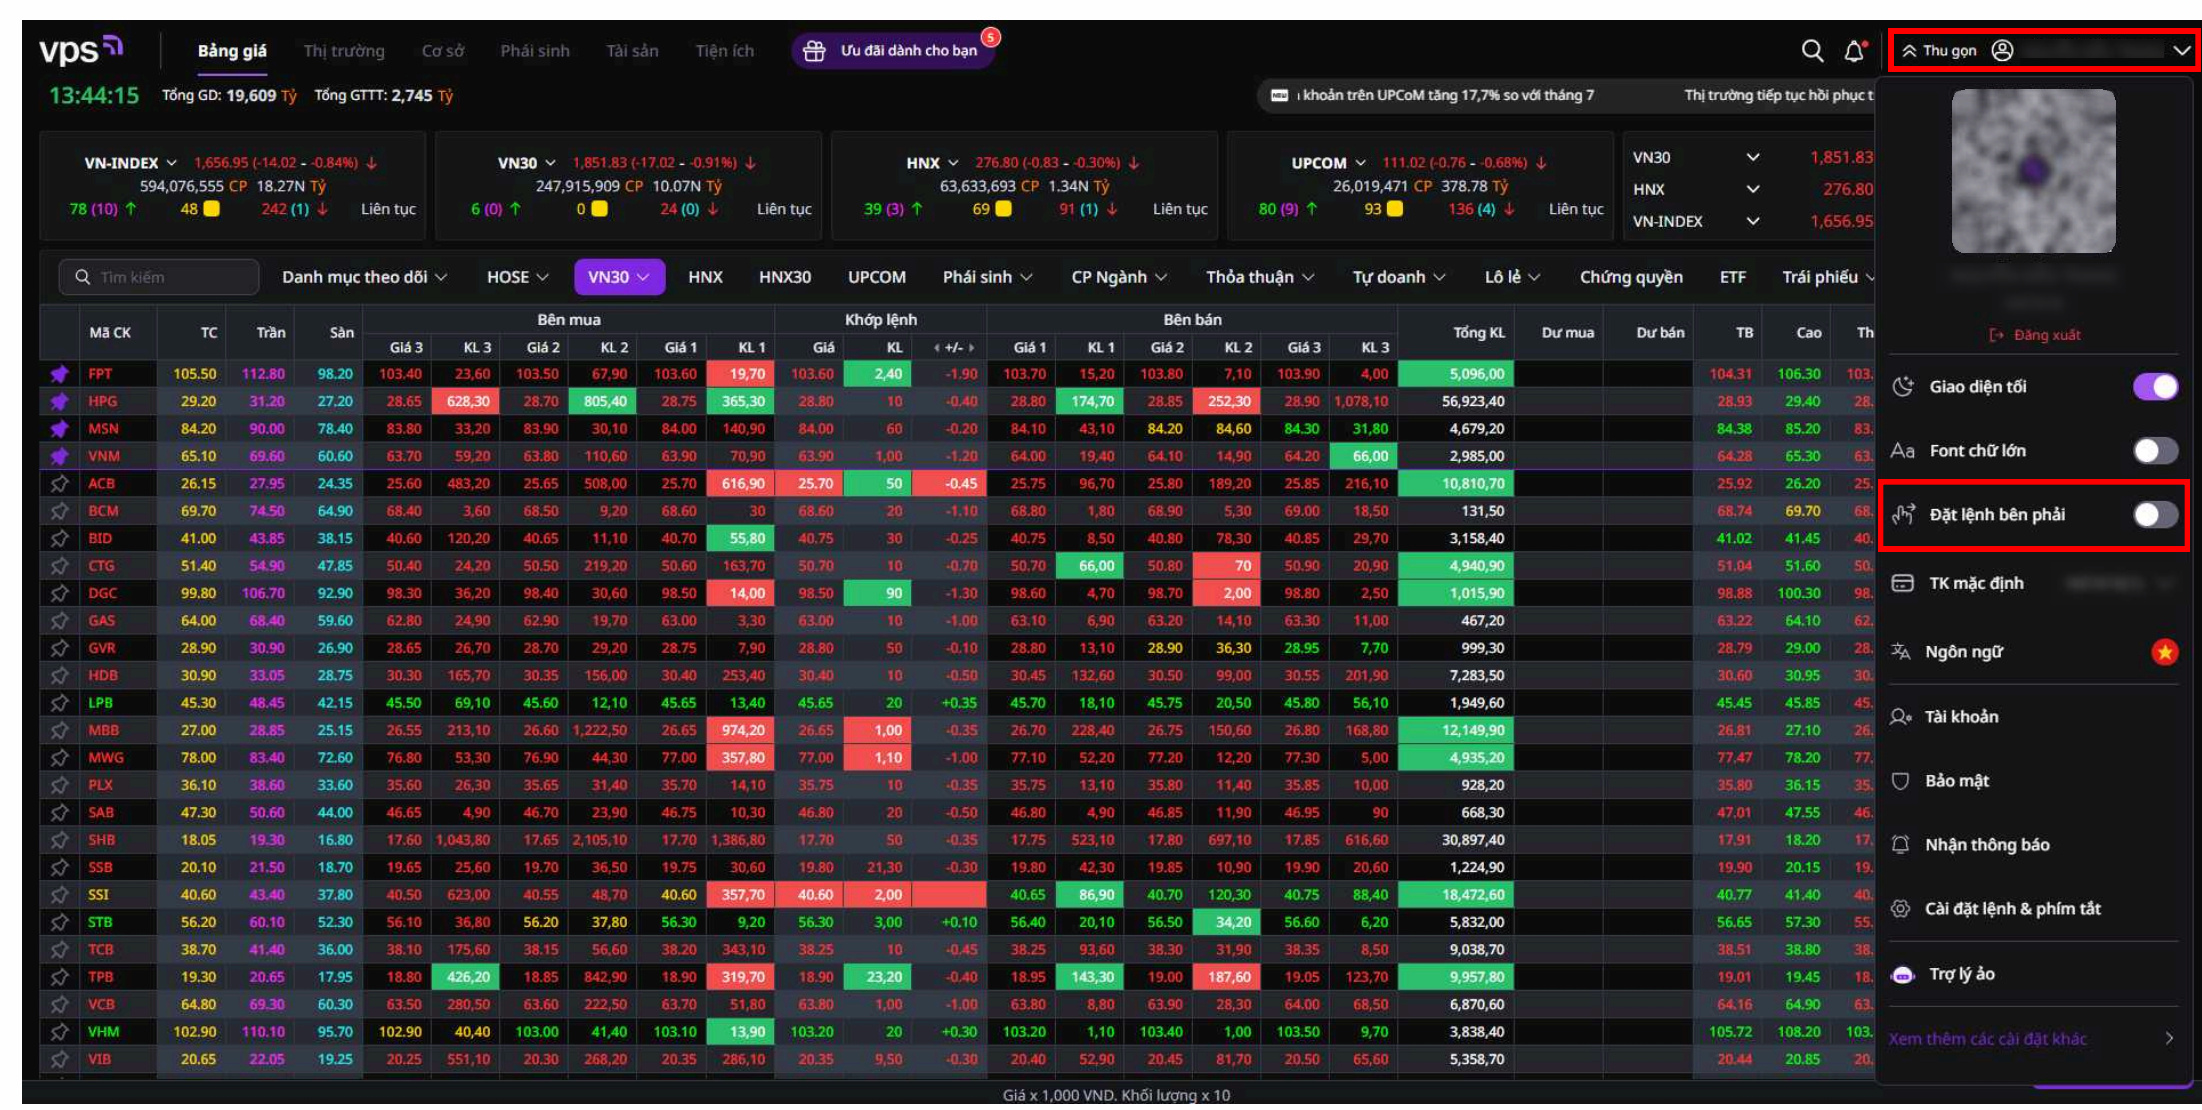 vps Bảng giá Thị trường Cơ sở Phái sinh Tài sản Tiện ích Ưu đãi dành cho bạn 5 Thu gọn
13:44:15 Tổng GD: 19,609 Tỷ Tổng GTTT: 2,745 Tỷ NEW khoản trên UPCoM tăng 17,7% so với tháng 7 Thị trường tiếp tục hồi phục t
VN-INDEX 1,656.95 (-14.02 - -0.84%) ↓
594,076,555 CP 18.27N Tỷ
78 (10) ↑ 48 242 (1) ↓ Liên tục
VN30 1,851.83 (-17.02 - -0.91%) ↓
247,915,909 CP 10.07N Tỷ
6 (0) ↑ 0 24 (0) ↓ Liên tục
HNX 276.80 (-0.83 - -0.30%) ↓
63,633,693 CP 1.34N Tỷ
39 (3) ↑ 69 91 (1) ↓ Liên tục
UPCOM 111.02 (-0.76 - -0.68%) ↓
26,019,471 CP 378.78 Tỷ
80 (9) ↑ 93 136 (4) ↓ Liên tục
VN30 1,851.83
HNX 276.80
VN-INDEX 1,656.95
Tìm kiếm Danh mục theo dõi HOSE VN30 HNX HNX30 UPCOM Phái sinh CP Ngành Thỏa thuận Tự doanh Lô lẻ Chứng quyền ETF Trái phiếu
Mã CK TC Trần Sàn Bên mua Khớp lệnh Bên bán Tổng KL Dư mua Dư bán TB Cao Th
Giá 3 KL 3 Giá 2 KL 2 Giá 1 KL 1 Giá KL +/- Giá 1 KL 1 Giá 2 KL 2 Giá 3 KL 3
FPT 105.50 112.80 98.20 103.40 23,60 103.50 67,90 103.60 19,70 103.60 2,40 -1.90 103.70 15,20 103.80 7,10 103.90 4,00 5,096,00 104.31 106.30 103.
HPG 29.20 31.20 27.20 28.65 628,30 28.70 805,40 28.75 365,30 28.80 10 -0.40 28.80 174,70 28.85 252,30 28.90 1,078,10 56,923,40 28.93 29.40 28.
MSN 84.20 90.00 78.40 83.80 33,20 83.90 30,10 84.00 140,90 84.00 60 -0.20 84.10 43,10 84.20 84,60 84.30 31,80 4,679,20 84.38 85.20 83.
VNM 65.10 69.60 60.60 63.70 59,20 63.80 110,60 63.90 70,90 63.90 1,00 -1.20 64.00 19,40 64.10 14,90 64.20 66,00 2,985,00 64.28 65.30 63.
ACB 26.15 27.95 24.35 25.60 483,20 25.65 508,00 25.70 616,90 25.70 50 -0.45 25.75 96,70 25.80 189,20 25.85 216,10 10,810,70 25.92 26.20 25.
BCM 69.70 74.50 64.90 68.40 3,60 68.50 9,20 68.60 30 68.60 20 -1.10 68.80 1,80 68.90 5,30 69.00 18,50 131,50 68.74 69.70 68.
BID 41.00 43.85 38.15 40.60 120,20 40.65 11,10 40.70 55,80 40.75 30 -0.25 40.75 8,50 40.80 78,30 40.85 29,70 3,158,40 41.02 41.45 40.
CTG 51.40 54.90 47.85 50.40 24,20 50.50 219,20 50.60 163,70 50.70 10 -0.70 50.70 66,00 50.80 70 50.90 20,90 4,940,90 51.04 51.60 50.
DGC 99.80 106.70 92.90 98.30 36,20 98.40 30,60 98.50 14,00 98.50 90 -1.30 98.60 4,70 98.70 2,00 98.80 2,50 1,015,90 98.88 100.30 98.
GAS 64.00 68.40 59.60 62.80 24,90 62.90 19,70 63.00 3,30 63.00 10 -1.00 63.10 6,90 63.20 14,10 63.30 11,00 467,20 63.22 64.10 62.
GVR 28.90 30.90 26.90 28.65 26,70 28.70 29,20 28.75 7,90 28.80 50 -0.10 28.80 13,10 28.90 36,30 28.95 7,70 999,30 28.79 29.00 28.
HDB 30.90 33.05 28.75 30.30 165,70 30.35 156,00 30.40 253,40 30.40 10 -0.50 30.45 132,60 30.50 99,00 30.55 201,90 7,283,50 30.60 30.95 30.
LPB 45.30 48.45 42.15 45.50 69,10 45.60 12,10 45.65 13,40 45.65 20 +0.35 45.70 18,10 45.75 20,50 45.80 56,10 1,949,60 45.45 45.85 45.
MBB 27.00 28.85 25.15 26.55 213,10 26.60 1,222,50 26.65 974,20 26.65 1,00 -0.35 26.70 228,40 26.75 150,60 26.80 168,80 12,149,90 26.81 27.10 26.
MWG 78.00 83.40 72.60 76.80 53,30 76.90 44,30 77.00 357,80 77.00 1,10 -1.00 77.10 52,20 77.20 12,20 77.30 5,00 4,935,20 77.47 78.20 77.
PLX 36.10 38.60 33.60 35.60 26,30 35.65 31,40 35.70 14,10 35.75 10 -0.35 35.75 13,10 35.80 11,40 35.85 10,00 928,20 35.80 36.15 35.
SAB 47.30 50.60 44.00 46.65 4,90 46.70 23,90 46.75 10,30 46.80 20 -0.50 46.80 4,90 46.85 11,90 46.95 90 668,30 47.01 47.55 46.
SHB 18.05 19.30 16.80 17.60 1,043,80 17.65 2,105,10 17.70 1,386,80 17.70 50 -0.35 17.75 523,10 17.80 697,10 17.85 616,60 30,897,40 17.91 18.20 17.
SSB 20.10 21.50 18.70 19.65 25,60 19.70 36,50 19.75 30,60 19.80 21,30 -0.30 19.80 42,30 19.85 10,90 19.90 20,60 1,224,90 19.90 20.15 19.
SSI 40.60 43.40 37.80 40.50 623,00 40.55 48,70 40.60 357,70 40.60 2,00 40.65 86,90 40.70 120,30 40.75 88,40 18,472,60 40.77 41.40 40.
STB 56.20 60.10 52.30 56.10 36,80 56.20 37,80 56.30 9,20 56.30 3,00 +0.10 56.40 20,10 56.50 34,20 56.60 6,20 5,832,00 56.65 57.30 55.
TCB 38.70 41.40 36.00 38.10 175,60 38.15 56,60 38.20 343,10 38.25 10 -0.45 38.25 93,60 38.30 31,90 38.35 8,50 9,038,70 38.51 38.80 38.
TPB 19.30 20.65 17.95 18.80 426,20 18.85 842,90 18.90 319,70 18.90 23,20 -0.40 18.95 143,30 19.00 187,60 19.05 123,70 9,957,80 19.01 19.45 18.
VCB 64.80 69.30 60.30 63.50 280,50 63.60 222,50 63.70 51,80 63.80 1,00 -1.00 63.80 8,80 63.90 28,30 64.00 68,50 6,870,60 64.16 64.90 63.
VHM 102.90 110.10 95.70 102.90 40,40 103.00 41,40 103.10 13,90 103.20 20 +0.30 103.20 1,10 103.40 1,00 103.50 9,70 3,838,40 105.72 108.20 103.
VIB 20.65 22.05 19.25 20.25 551,10 20.30 268,20 20.35 286,10 20.35 9,50 -0.30 20.40 52,90 20.45 81,70 20.50 65,60 5,358,70 20.44 20.85 20.
Giá x 1,000 VND. Khối lượng x 10
Đăng xuất
Giao diện tối
Aa Font chữ lớn
Đặt lệnh bên phải
TK mặc định
Ngôn ngữ
Tài khoản
Bảo mật
Nhận thông báo
Cài đặt lệnh & phím tắt
Trợ lý ảo
Xem thêm các cài đặt khác